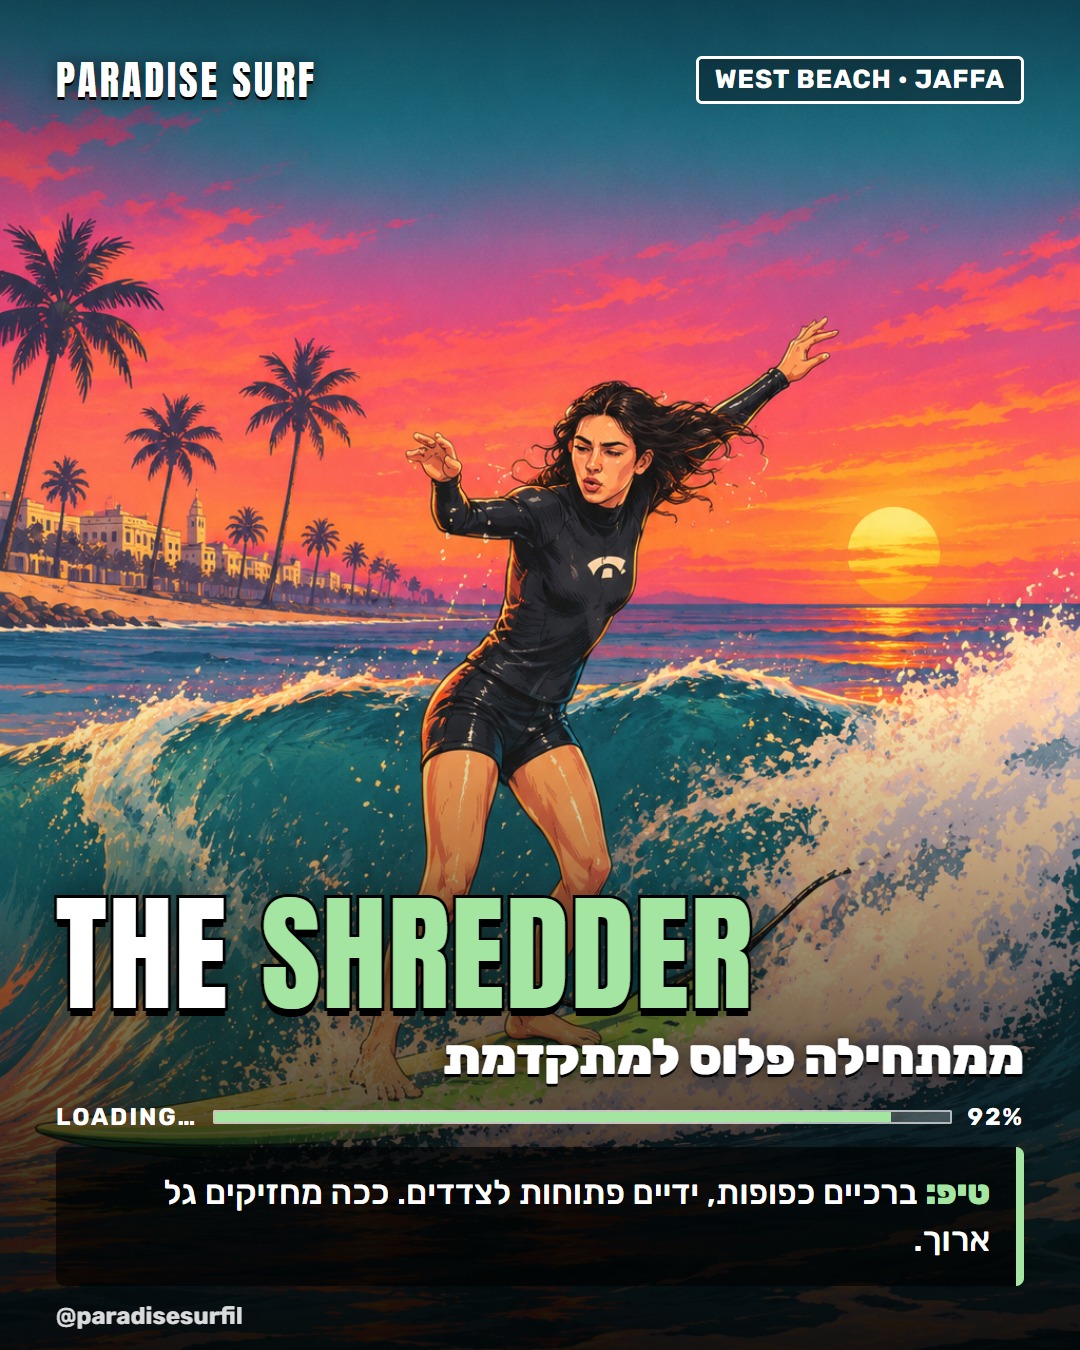 PARADISE SURF
WEST BEACH • JAFFA
THE SHREDDER
ממתחילה פלוס למתקדמת
LOADING... 92%
טיפ: ברכיים כפופות, ידיים פתוחות לצדדים. ככה מחזיקים גל
ארוך.
@paradisesurfil